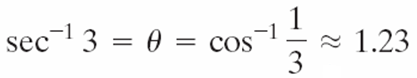 sec⁻¹ 3 = θ = cos⁻¹ 1/3 ≈ 1.23